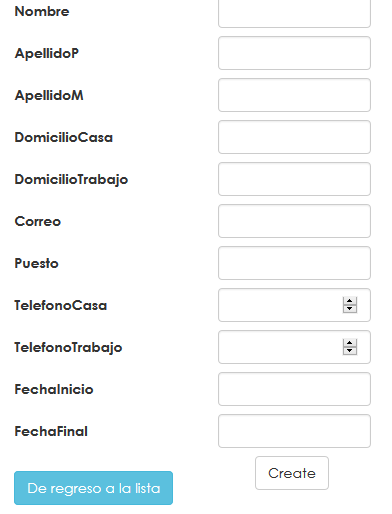 Nombre
ApellidoP
ApellidoM
DomicilioCasa
DomicilioTrabajo
Correo
Puesto
TelefonoCasa
TelefonoTrabajo
FechaInicio
FechaFinal
Create
De regreso a la lista